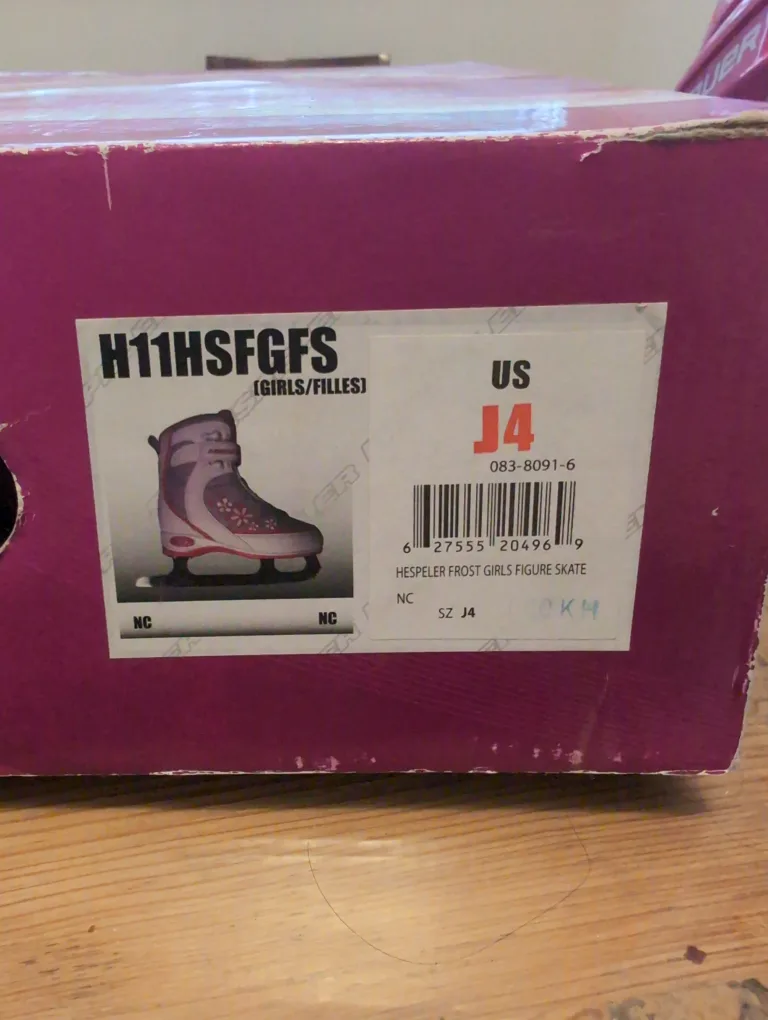 H11HSFGFS
(GIRLS/FILLES)
NC NC
US
J4
083-8091-6
6 27555 20496 9
HESPELER FROST GIRLS FIGURE SKATE
NC
SZ J4